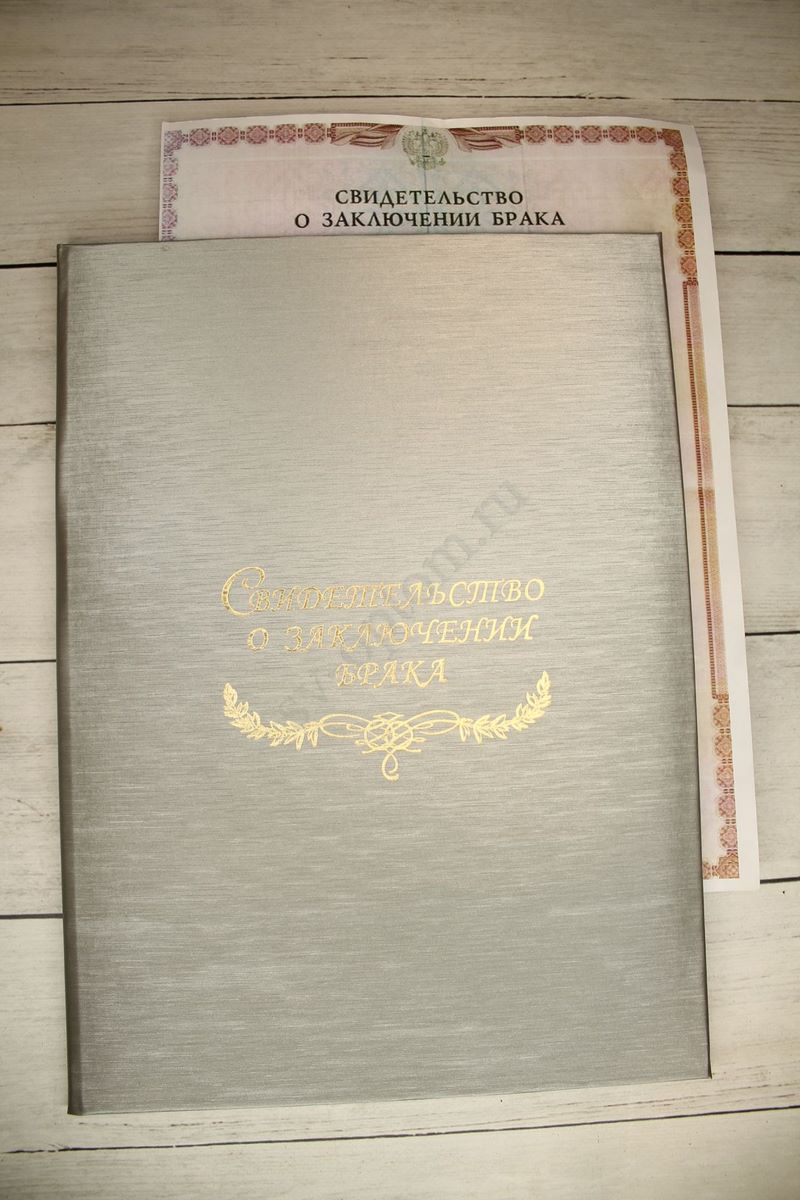 СВИДЕТЕЛЬСТВО
О ЗАКЛЮЧЕНИИ БРАКА
Свидетельство
о заключении
брака